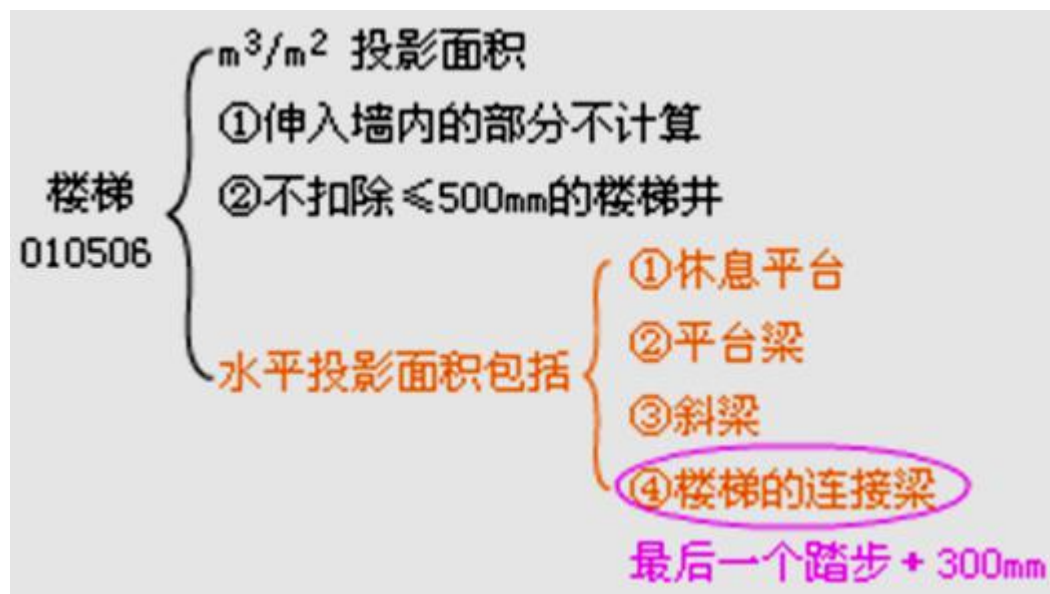 m³/m² 投影面积
①伸入墙内的部分不计算
楼梯
②不扣除≤500mm的楼梯井
010506
①休息平台
②平台梁
水平投影面积包括
③斜梁
④楼梯的连接梁
最后一个踏步+300mm